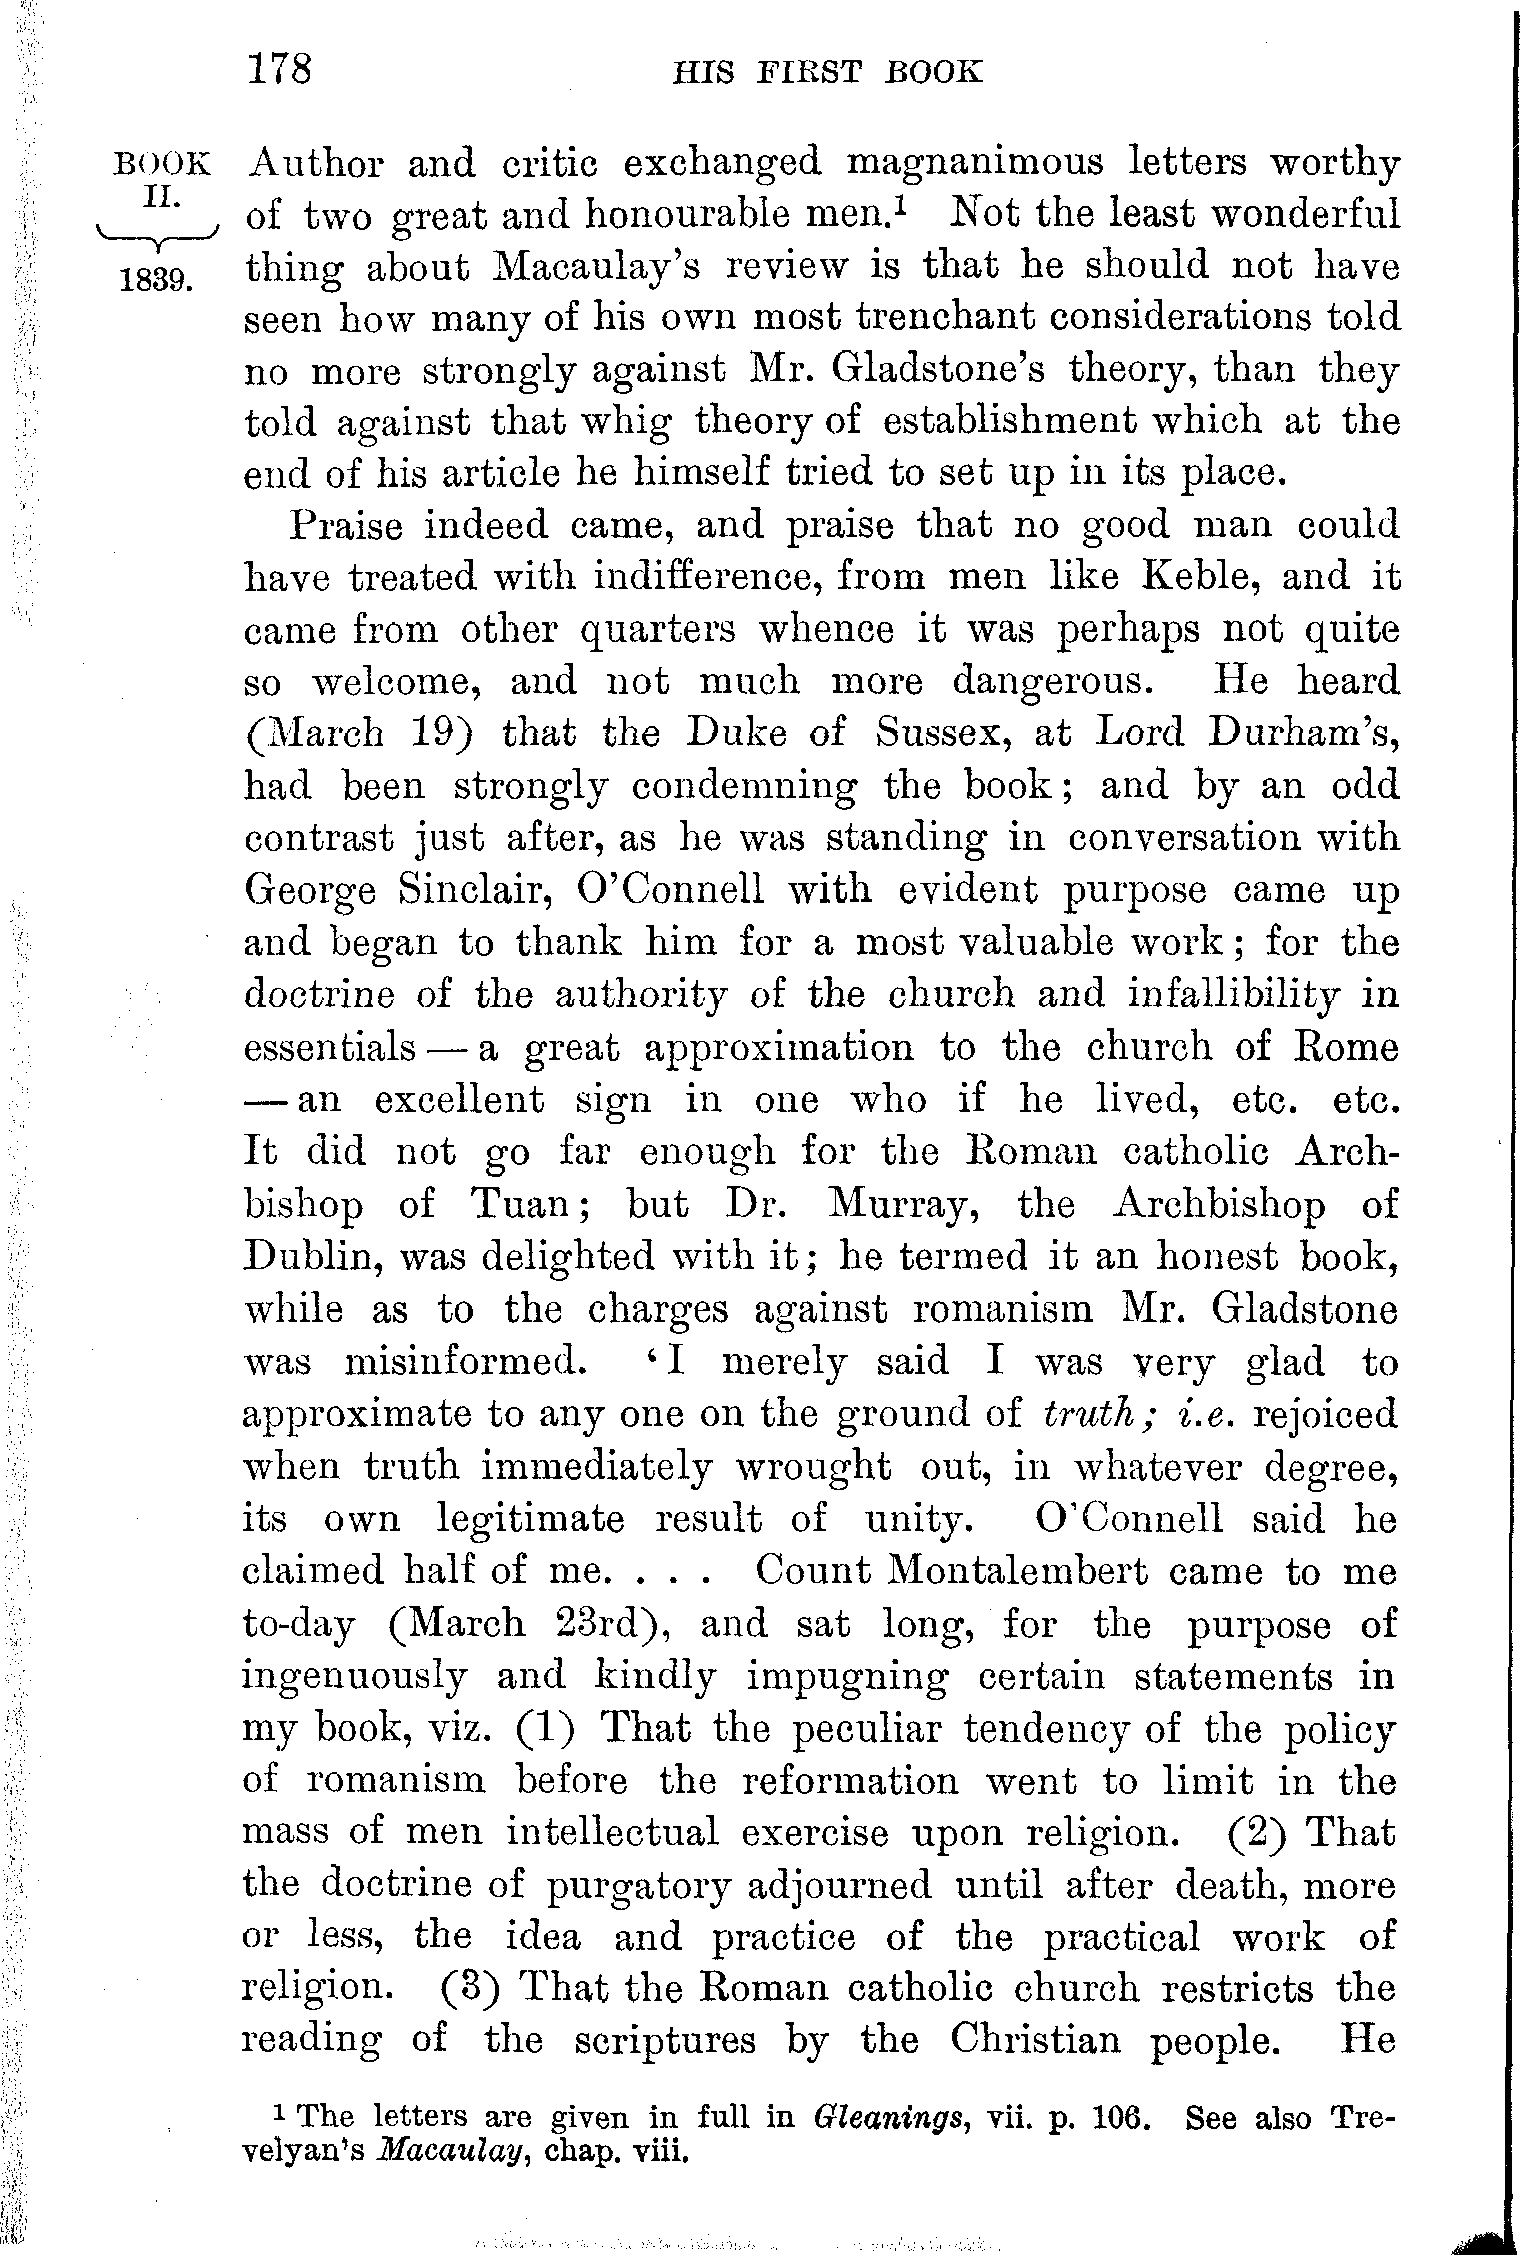 178 HIS FIRST BOOK
BOOK
II.
1839.
Author and critic exchanged magnanimous letters worthy
of two great and honourable men.¹ Not the least wonderful
thing about Macaulay's review is that he should not have
seen how many of his own most trenchant considerations told
no more strongly against Mr. Gladstone's theory, than they
told against that whig theory of establishment which at the
end of his article he himself tried to set up in its place.
Praise indeed came, and praise that no good man could
have treated with indifference, from men like Keble, and it
came from other quarters whence it was perhaps not quite
so welcome, and not much more dangerous. He heard
(March 19) that the Duke of Sussex, at Lord Durham's,
had been strongly condemning the book; and by an odd
contrast just after, as he was standing in conversation with
George Sinclair, O'Connell with evident purpose came up
and began to thank him for a most valuable work; for the
doctrine of the authority of the church and infallibility in
essentials — a great approximation to the church of Rome
— an excellent sign in one who if he lived, etc. etc.
It did not go far enough for the Roman catholic Arch-
bishop of Tuan; but Dr. Murray, the Archbishop of
Dublin, was delighted with it; he termed it an honest book,
while as to the charges against romanism Mr. Gladstone
was misinformed. 'I merely said I was very glad to
approximate to any one on the ground of truth; i.e. rejoiced
when truth immediately wrought out, in whatever degree,
its own legitimate result of unity. O'Connell said he
claimed half of me. . . . Count Montalembert came to me
to-day (March 23rd), and sat long, for the purpose of
ingenuously and kindly impugning certain statements in
my book, viz. (1) That the peculiar tendency of the policy
of romanism before the reformation went to limit in the
mass of men intellectual exercise upon religion. (2) That
the doctrine of purgatory adjourned until after death, more
or less, the idea and practice of the practical work of
religion. (3) That the Roman catholic church restricts the
reading of the scriptures by the Christian people. He
¹ The letters are given in full in Gleanings, vii. p. 106. See also Tre-
velyan's Macaulay, chap. viii.